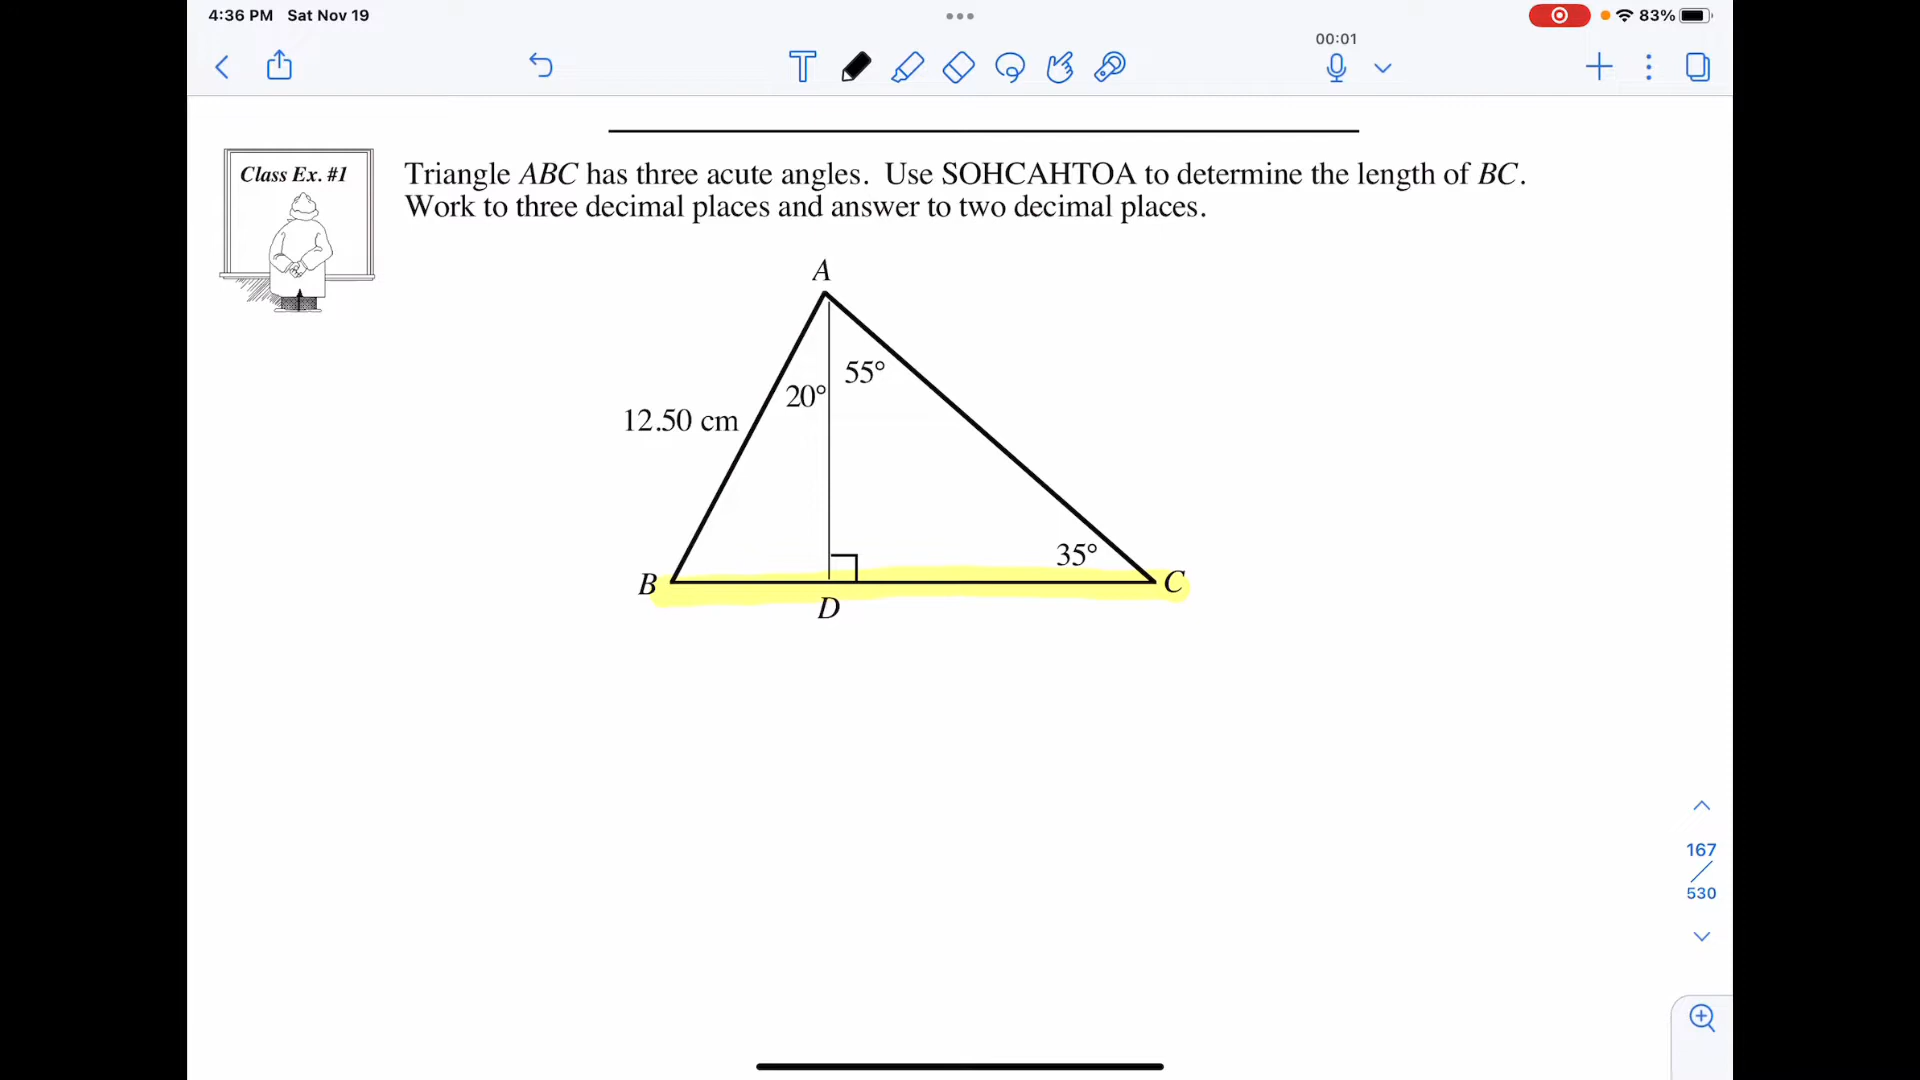 4:36 PM Sat Nov 19
83%
00:01
Class Ex. #1
Triangle ABC has three acute angles. Use SOHCAHTOA to determine the length of BC.
Work to three decimal places and answer to two decimal places.
A
55°
20°
12.50 cm
35°
B
C
D
167
530